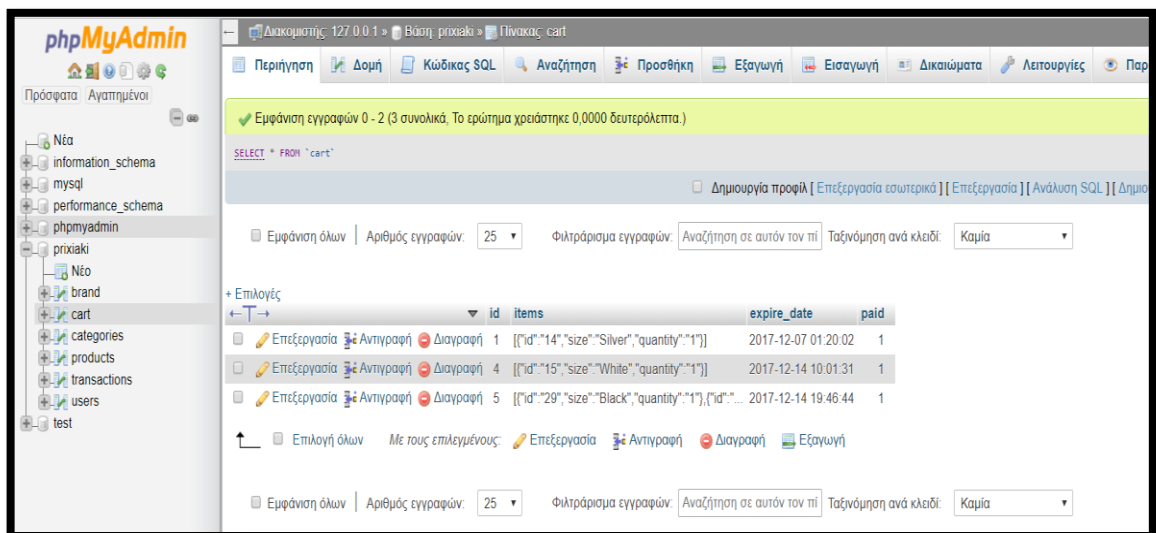 phpMyAdmin
Πρόσφατα Αγαπημένοι
Νέα
information_schema
mysql
performance_schema
phpmyadmin
prixiaki
Νέο
brand
cart
categories
products
transactions
users
test
Διακομιστής: 127.0.0.1 » Βάση: prixiaki » Πίνακας: cart
Περιήγηση Δομή Κώδικας SQL Αναζήτηση Προσθήκη Εξαγωγή Εισαγωγή Δικαιώματα Λειτουργίες Παρ
Εμφάνιση εγγραφών 0 - 2 (3 συνολικά, Το ερώτημα χρειάστηκε 0,0000 δευτερόλεπτα.)
SELECT * FROM `cart`
Δημιουργία προφίλ [ Επεξεργασία εσωτερικά ] [ Επεξεργασία ] [ Ανάλυση SQL ] [ Δημιο
Εμφάνιση όλων | Αριθμός εγγραφών: 25 Φιλτράρισμα εγγραφών: Αναζήτηση σε αυτόν τον πί Ταξινόμηση ανά κλειδί: Καμία
+ Επιλογές
←T→ id items expire_date paid
Επεξεργασία Αντιγραφή Διαγραφή 1 [{"id":"14","size":"Silver","quantity":"1"}] 2017-12-07 01:20:02 1
Επεξεργασία Αντιγραφή Διαγραφή 4 [{"id":"15","size":"White","quantity":"1"}] 2017-12-14 10:01:31 1
Επεξεργασία Αντιγραφή Διαγραφή 5 [{"id":"29","size":"Black","quantity":"1"},{"id":"... 2017-12-14 19:46:44 1
Επιλογή όλων Με τους επιλεγμένους: Επεξεργασία Αντιγραφή Διαγραφή Εξαγωγή
Εμφάνιση όλων | Αριθμός εγγραφών: 25 Φιλτράρισμα εγγραφών: Αναζήτηση σε αυτόν τον πί Ταξινόμηση ανά κλειδί: Καμία